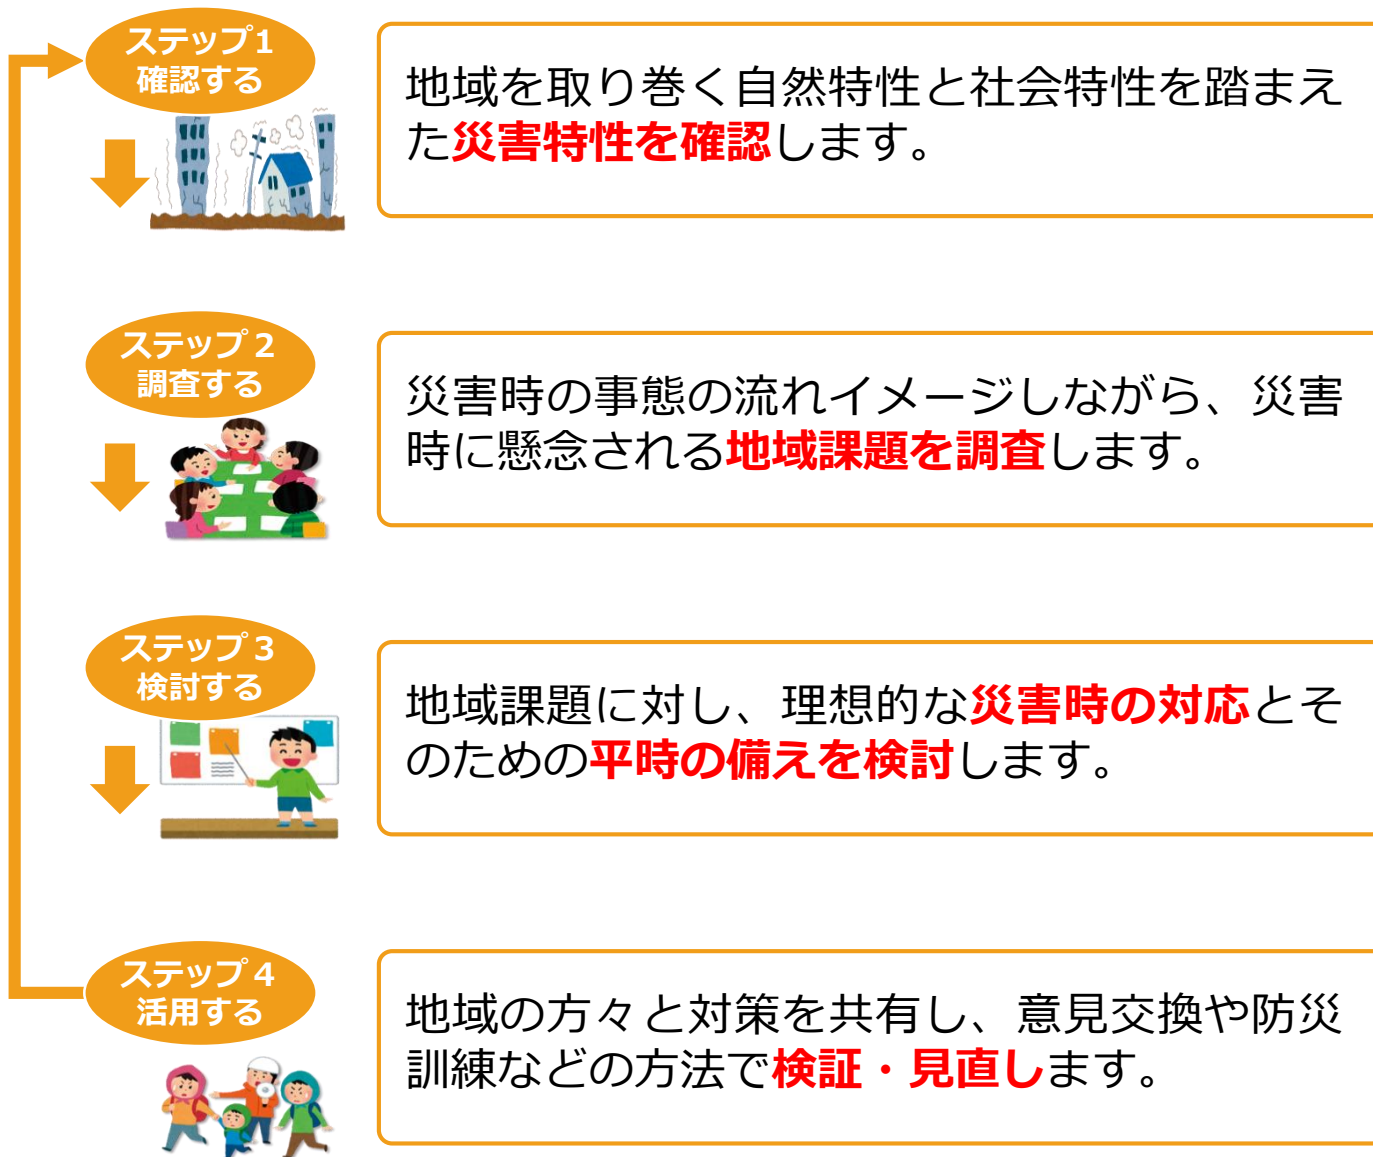 ステップ1
確認する
地域を取り巻く自然特性と社会特性を踏まえ
た災害特性を確認します。
ステップ２
調査する
災害時の事態の流れイメージしながら、災害
時に懸念される地域課題を調査します。
ステップ３
検討する
地域課題に対し、理想的な災害時の対応とそ
のための平時の備えを検討します。
ステップ４
活用する
地域の方々と対策を共有し、意見交換や防災
訓練などの方法で検証・見直します。